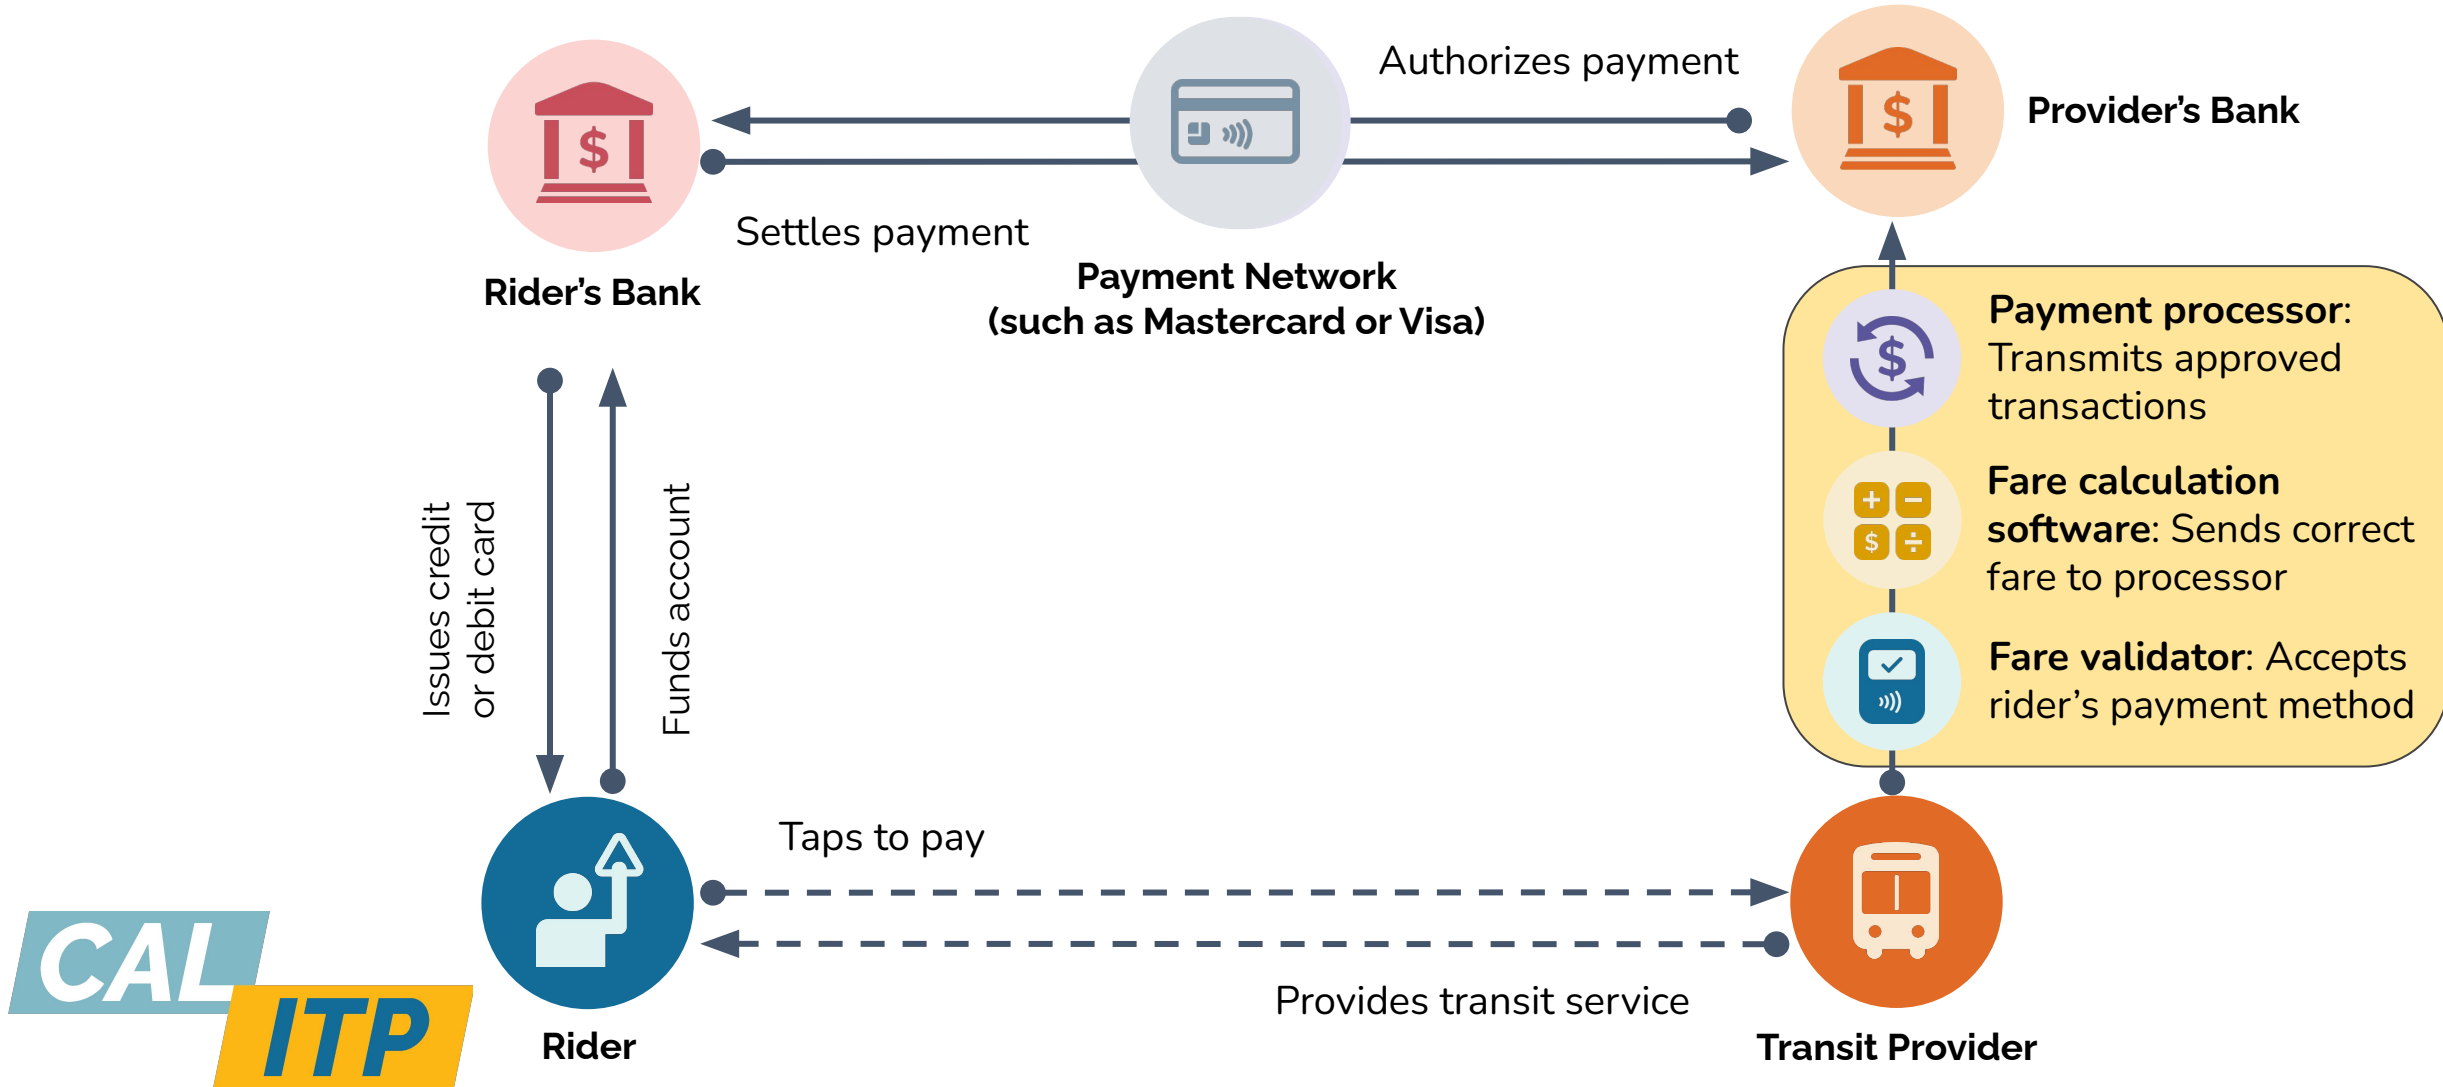 Authorizes payment
Provider’s Bank
Settles payment
Rider’s Bank
Payment Network
(such as Mastercard or Visa)
Payment processor:
Transmits approved
transactions
Fare calculation
software: Sends correct
fare to processor
Fare validator: Accepts
rider’s payment method
Issues credit
or debit card
Funds account
Taps to pay
Provides transit service
Rider
Transit Provider
CAL
ITP